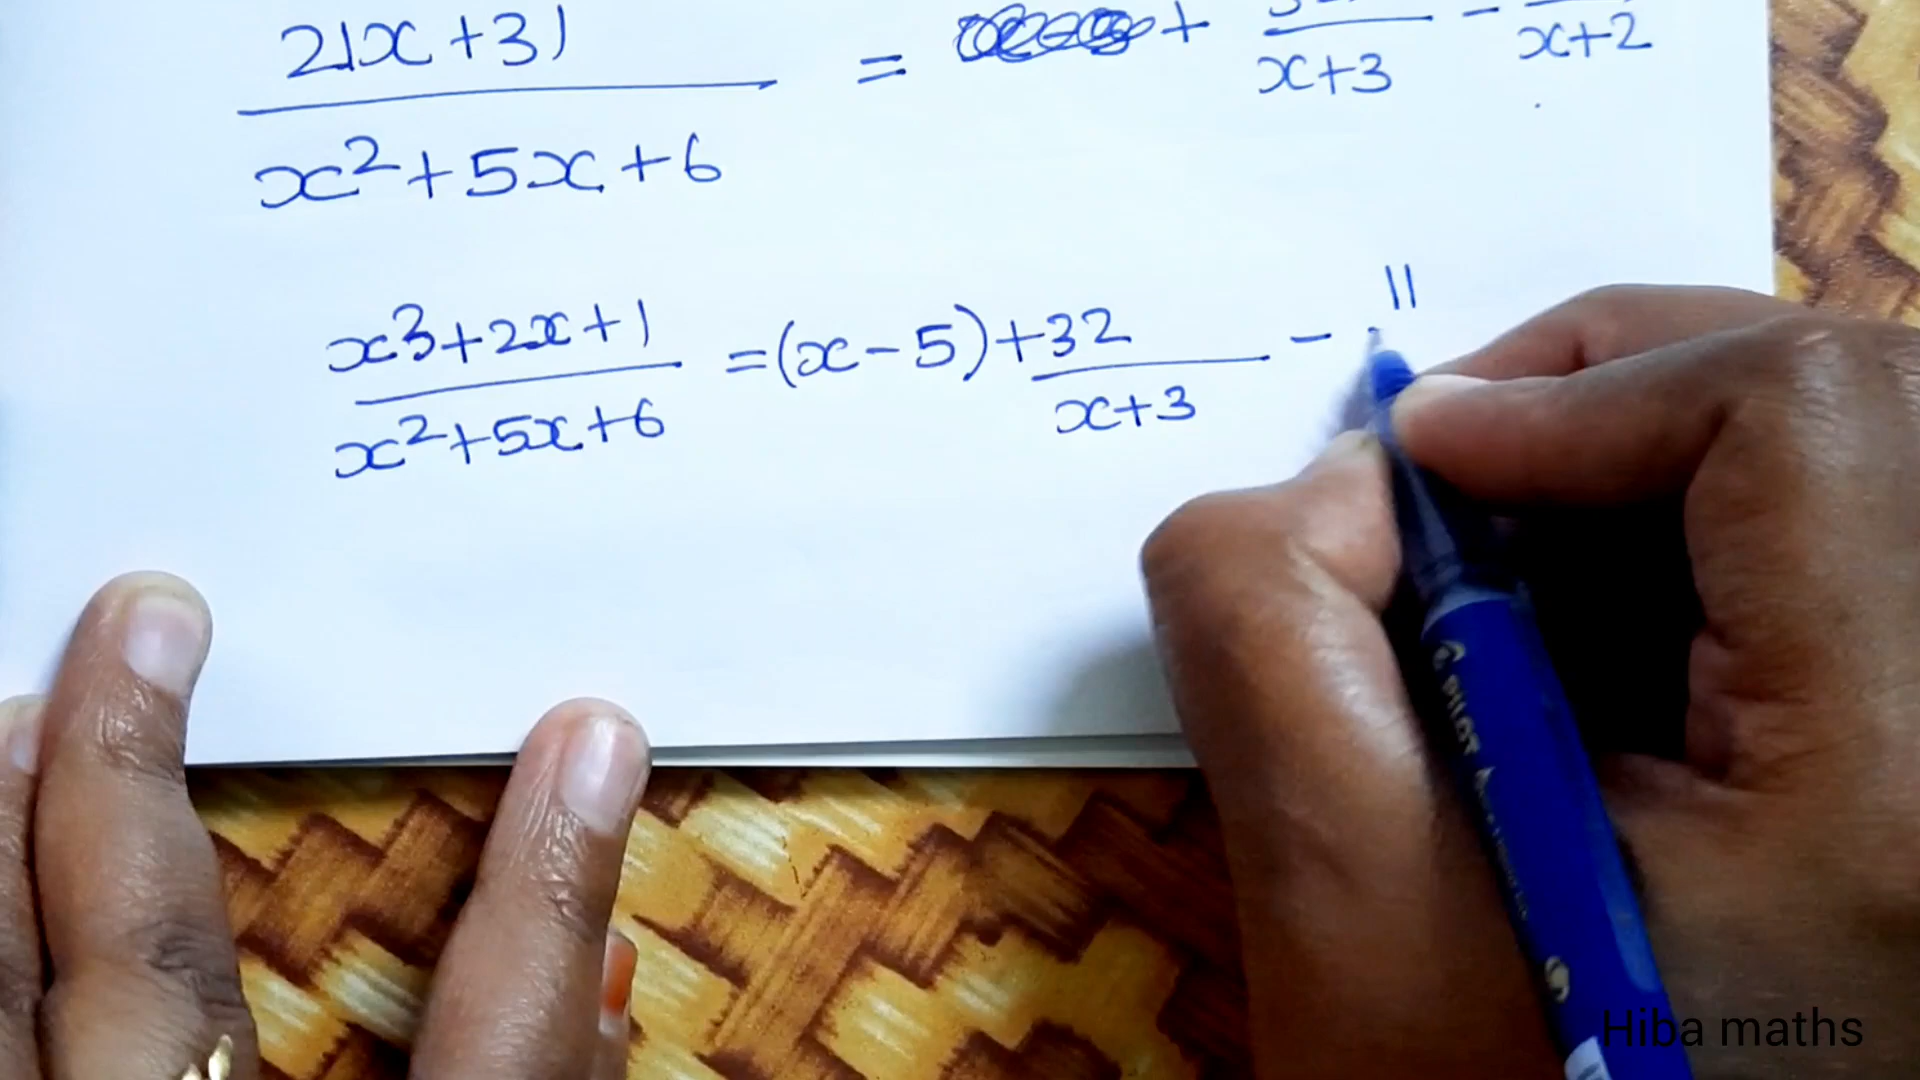 21x+31 / x²+5x+6 = + / x+3 - / x+2
x³+2x+1 / x²+5x+6 = (x-5)+32 / x+3 - 11
PILOT
Hiba maths